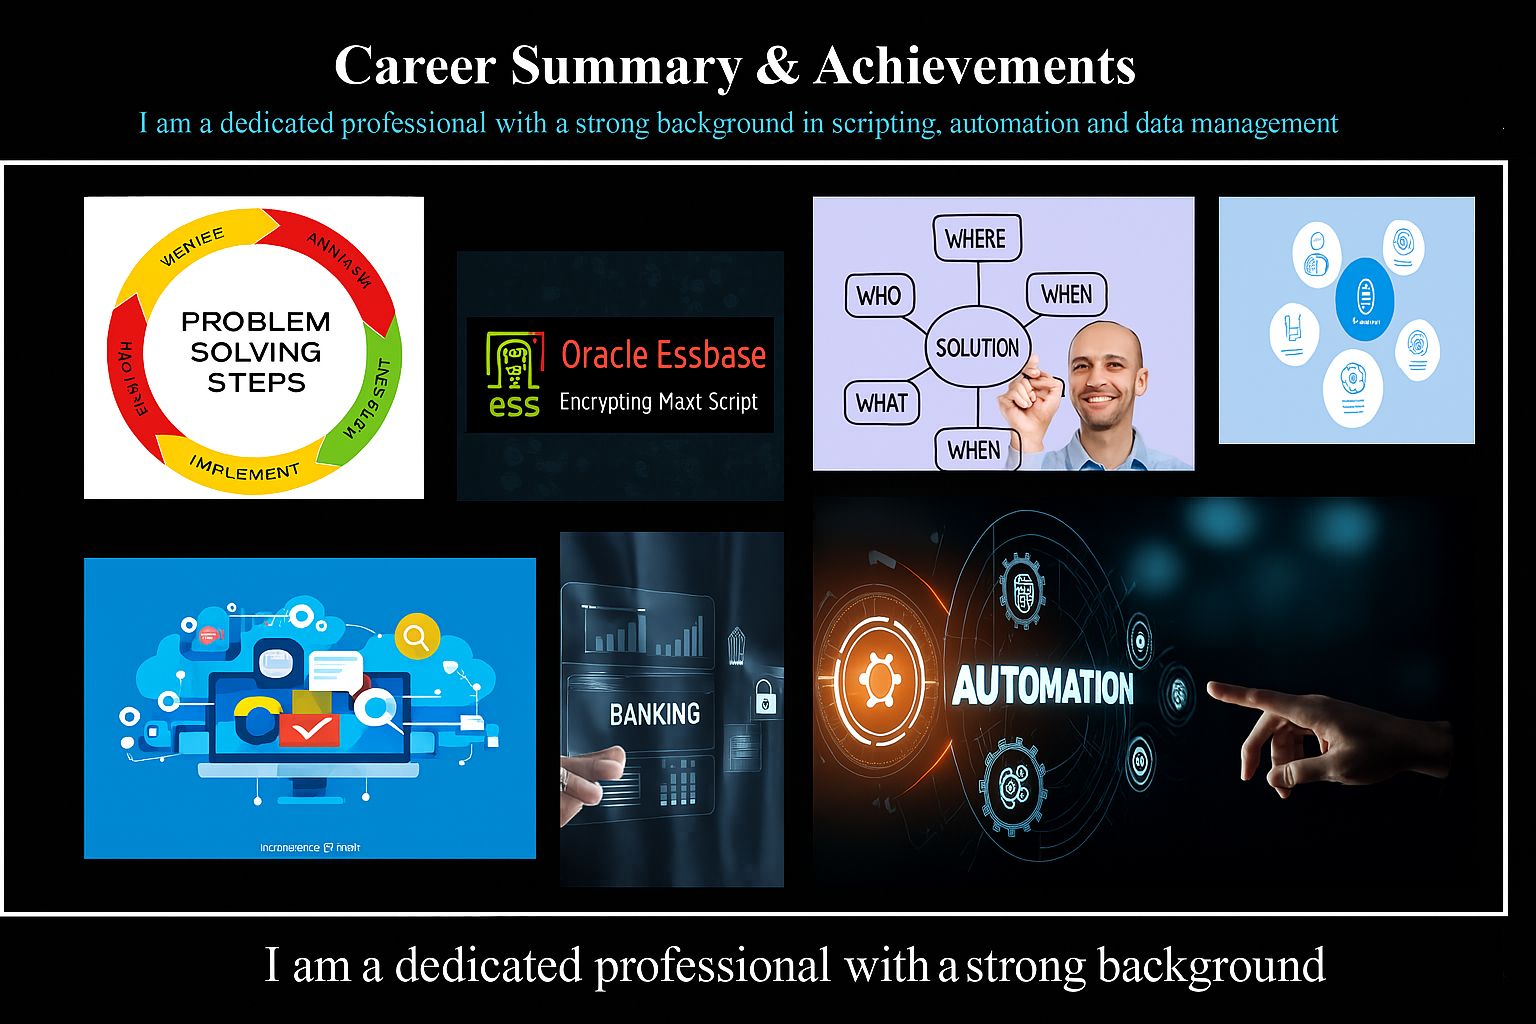 Career Summary & Achievements
I am a dedicated professional with a strong background in scripting, automation and data management
PROBLEM
SOLVING
STEPS
IMPLEMENT
ess
Oracle Essbase
Encrypting Maxt Script
WHERE
WHO
WHEN
SOLUTION
WHAT
WHEN
BANKING
AUTOMATION
I am a dedicated professional with a strong background